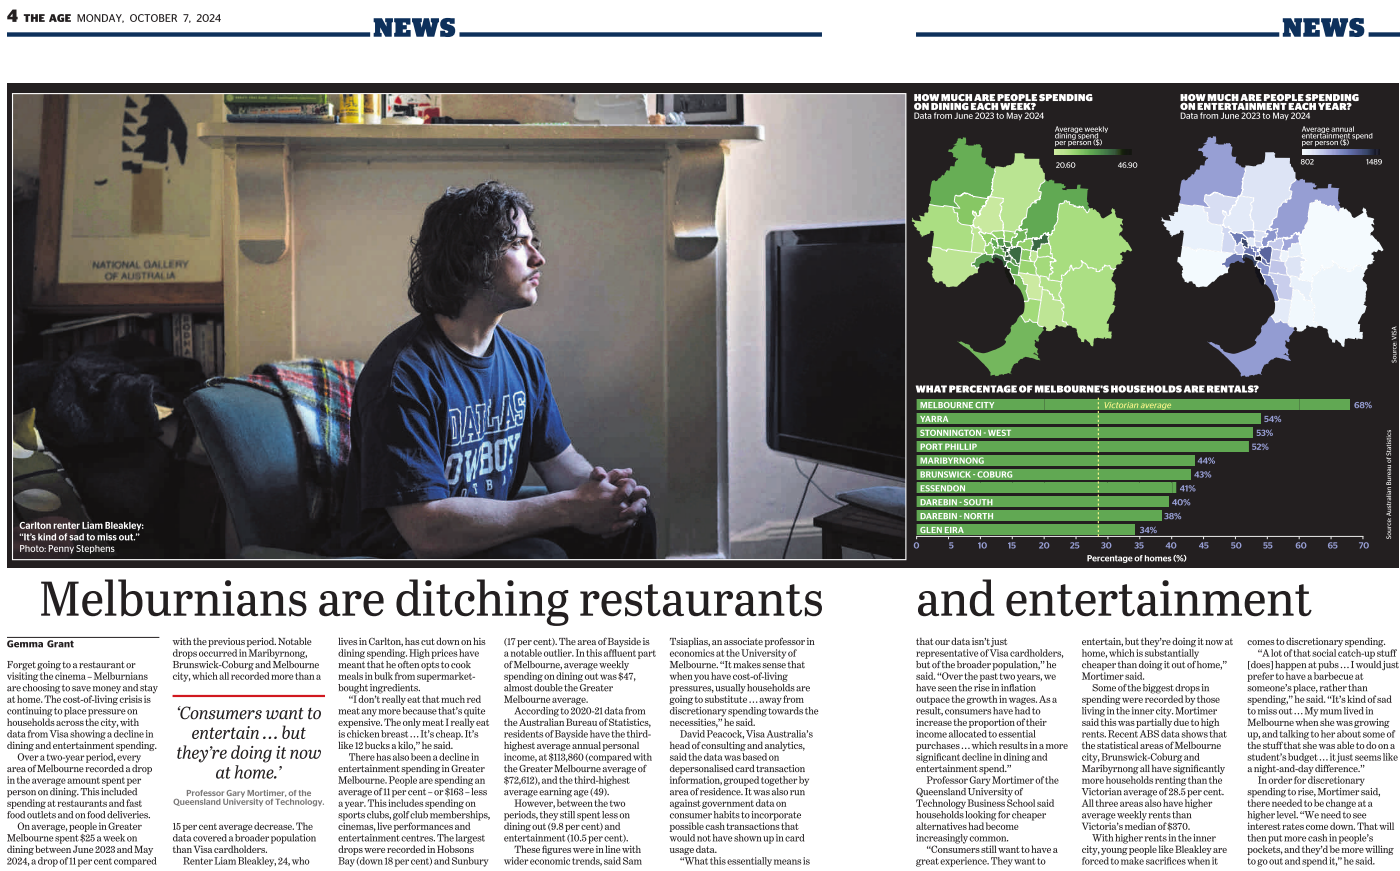 4 THE AGE MONDAY, OCTOBER 7, 2024
NEWS
NEWS
NATIONAL GALLERY
OF AUSTRALIA
DALLAS
COWBOY
Carlton renter Liam Bleakley:
“It’s kind of sad to miss out.”
Photo: Penny Stephens
HOW MUCH ARE PEOPLE SPENDING
ON DINING EACH WEEK?
Data from June 2023 to May 2024
Average weekly
dining spend
per person ($)
20.60 46.90
HOW MUCH ARE PEOPLE SPENDING
ON ENTERTAINMENT EACH YEAR?
Data from June 2023 to May 2024
Average annual
entertainment spend
per person ($)
802 1489
Source: VISA
WHAT PERCENTAGE OF MELBOURNE’S HOUSEHOLDS ARE RENTALS?
MELBOURNE CITY Victorian average 68%
YARRA 54%
STONNINGTON - WEST 53%
PORT PHILLIP 52%
MARIBYRNONG 44%
BRUNSWICK - COBURG 43%
ESSENDON 41%
DAREBIN - SOUTH 40%
DAREBIN - NORTH 38%
GLEN EIRA 34%
0 5 10 15 20 25 30 35 40 45 50 55 60 65 70
Percentage of homes (%)
Source: Australian Bureau of Statistics
Melburnians are ditching restaurants and entertainment
Gemma Grant
Forget going to a restaurant or
visiting the cinema – Melburnians
are choosing to save money and stay
at home. The cost-of-living crisis is
continuing to place pressure on
households across the city, with
data from Visa showing a decline in
dining and entertainment spending.
Over a two-year period, every
area of Melbourne recorded a drop
in the average amount spent per
person on dining. This included
spending at restaurants and fast
food outlets and on food deliveries.
On average, people in Greater
Melbourne spent $25 a week on
dining between June 2023 and May
2024, a drop of 11 per cent compared
with the previous period. Notable
drops occurred in Maribyrnong,
Brunswick-Coburg and Melbourne
city, which all recorded more than a
‘Consumers want to
entertain … but
they’re doing it now
at home.’
Professor Gary Mortimer, of the
Queensland University of Technology.
15 per cent average decrease. The
data covered a broader population
than Visa cardholders.
Renter Liam Bleakley, 24, who
lives in Carlton, has cut down on his
dining spending. High prices have
meant that he often opts to cook
meals in bulk from supermarket-
bought ingredients.
“I don’t really eat that much red
meat any more because that’s quite
expensive. The only meat I really eat
is chicken breast … It’s cheap. It’s
like 12 bucks a kilo,” he said.
There has also been a decline in
entertainment spending in Greater
Melbourne. People are spending an
average of 11 per cent – or $163 – less
a year. This includes spending on
sports clubs, golf club memberships,
cinemas, live performances and
entertainment centres. The largest
drops were recorded in Hobsons
Bay (down 18 per cent) and Sunbury
(17 per cent). The area of Bayside is
a notable outlier. In this affluent part
of Melbourne, average weekly
spending on dining out was $47,
almost double the Greater
Melbourne average.
According to 2020-21 data from
the Australian Bureau of Statistics,
residents of Bayside have the third-
highest average annual personal
income, at $113,860 (compared with
the Greater Melbourne average of
$72,612), and the third-highest
average earning age (49).
However, between the two
periods, they still spent less on
dining out (9.8 per cent) and
entertainment (10.5 per cent).
These figures were in line with
wider economic trends, said Sam
Tsiaplias, an associate professor in
economics at the University of
Melbourne. “It makes sense that
when you have cost-of-living
pressures, usually households are
going to substitute … away from
discretionary spending towards the
necessities,” he said.
David Peacock, Visa Australia’s
head of consulting and analytics,
said the data was based on
depersonalised card transaction
information, grouped together by
area of residence. It was also run
against government data on
consumer habits to incorporate
possible cash transactions that
would not have shown up in card
usage data.
“What this essentially means is
that our data isn’t just
representative of Visa cardholders,
but of the broader population,” he
said. “Over the past two years, we
have seen the rise in inflation
outpace the growth in wages. As a
result, consumers have had to
increase the proportion of their
income allocated to essential
purchases … which results in a more
significant decline in dining and
entertainment spend.”
Professor Gary Mortimer of the
Queensland University of
Technology Business School said
households looking for cheaper
alternatives had become
increasingly common.
“Consumers still want to have a
great experience. They want to
entertain, but they’re doing it now at
home, which is substantially
cheaper than doing it out of home,”
Mortimer said.
Some of the biggest drops in
spending were recorded by those
living in the inner city. Mortimer
said this was partially due to high
rents. Recent ABS data shows that
the statistical areas of Melbourne
city, Brunswick-Coburg and
Maribyrnong all have significantly
more households renting than the
Victorian average of 28.5 per cent.
All three areas also have higher
average weekly rents than
Victoria’s median of $370.
With higher rents in the inner
city, young people like Bleakley are
forced to make sacrifices when it
comes to discretionary spending.
“A lot of that social catch-up stuff
[does] happen at pubs … I would just
prefer to have a barbecue at
someone’s place, rather than
spending,” he said. “It’s kind of sad
to miss out … My mum lived in
Melbourne when she was growing
up, and talking to her about some of
the stuff that she was able to do on a
student’s budget … it just seems like
a night-and-day difference.”
In order for discretionary
spending to rise, Mortimer said,
there needed to be change at a
higher level. “We need to see
interest rates come down. That will
then put more cash in people’s
pockets, and they’d be more willing
to go out and spend it,” he said.